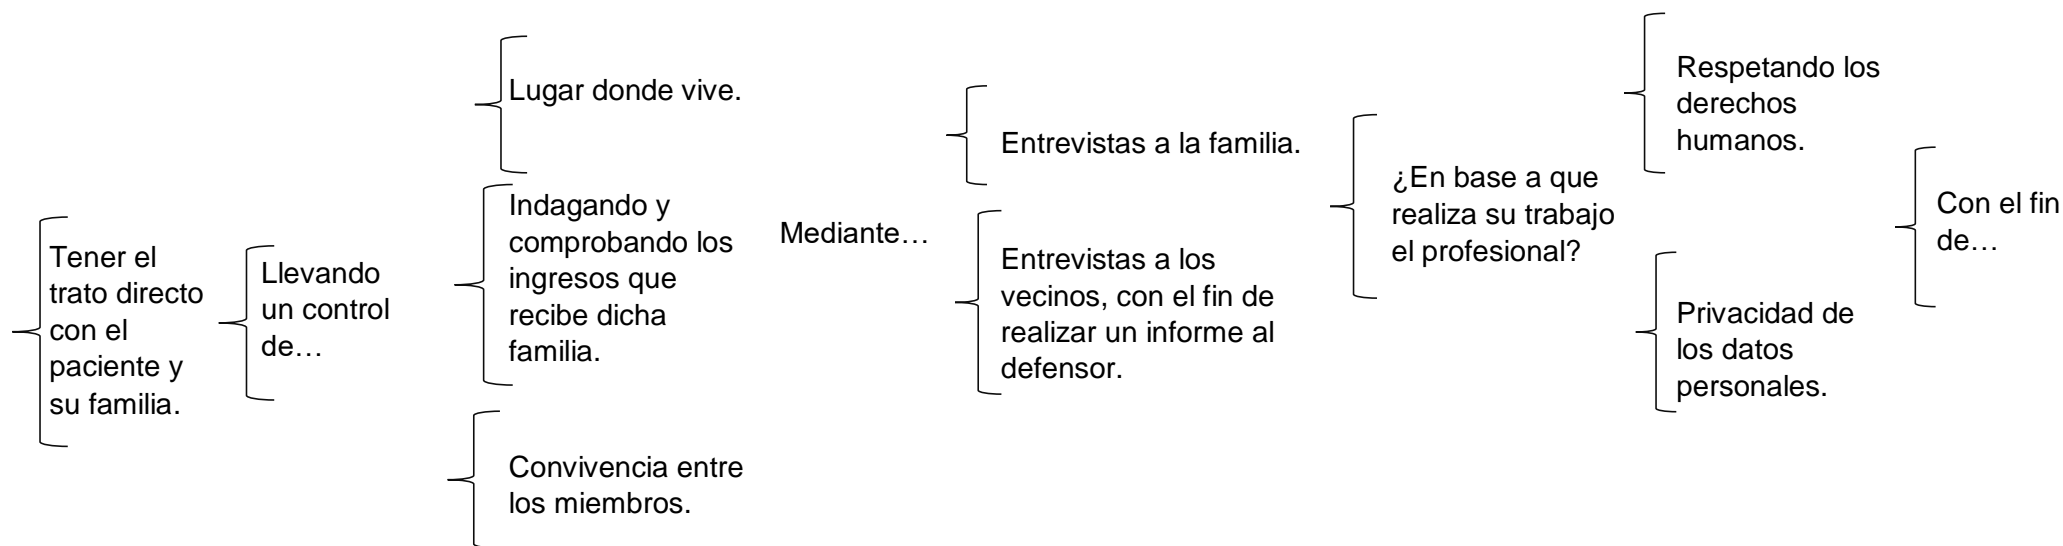 Tener el
trato directo
con el
paciente y
su familia.
Llevando
un control
de…
Lugar donde vive.
Indagando y
comprobando los
ingresos que
recibe dicha
familia.
Convivencia entre
los miembros.
Mediante…
Entrevistas a la familia.
Entrevistas a los
vecinos, con el fin de
realizar un informe al
defensor.
¿En base a que
realiza su trabajo
el profesional?
Respetando los
derechos
humanos.
Privacidad de
los datos
personales.
Con el fin
de…